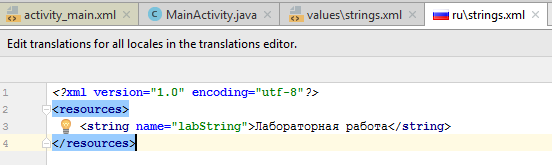 activity_main.xml MainActivity.java values\strings.xml ru\strings.xml
Edit translations for all locales in the translations editor.
1 <?xml version="1.0" encoding="utf-8"?>
2 <resources>
3 <string name="labString">Лабораторная работа</string>
4 </resources>